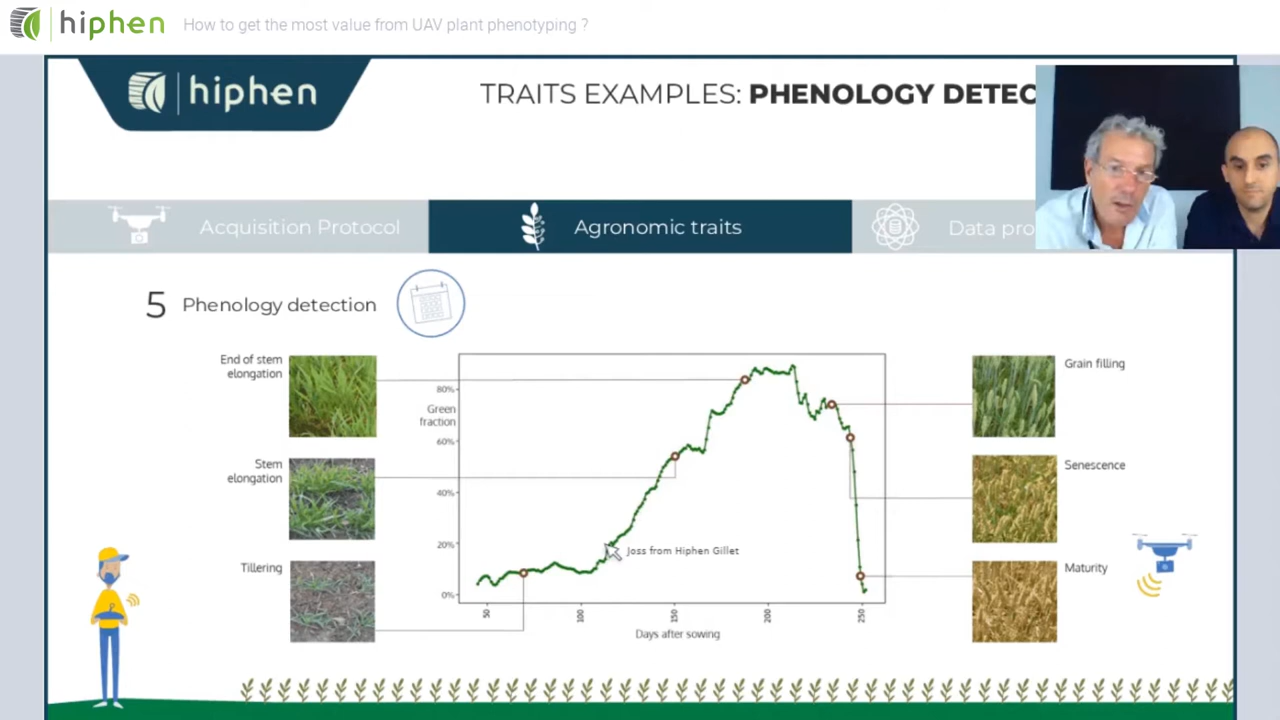 hiphen How to get the most value from UAV plant phenotyping ?
hiphen
TRAITS EXAMPLES: PHENOLOGY DETEC
Acquisition Protocol
Agronomic traits
Data pro
5 Phenology detection
End of stem
elongation
Stem
elongation
Tillering
80%
Green
fraction
60%
40%
20%
0%
50
100
150
200
250
Days after sowing
Joss from Hiphen Gillet
Grain filling
Senescence
Maturity